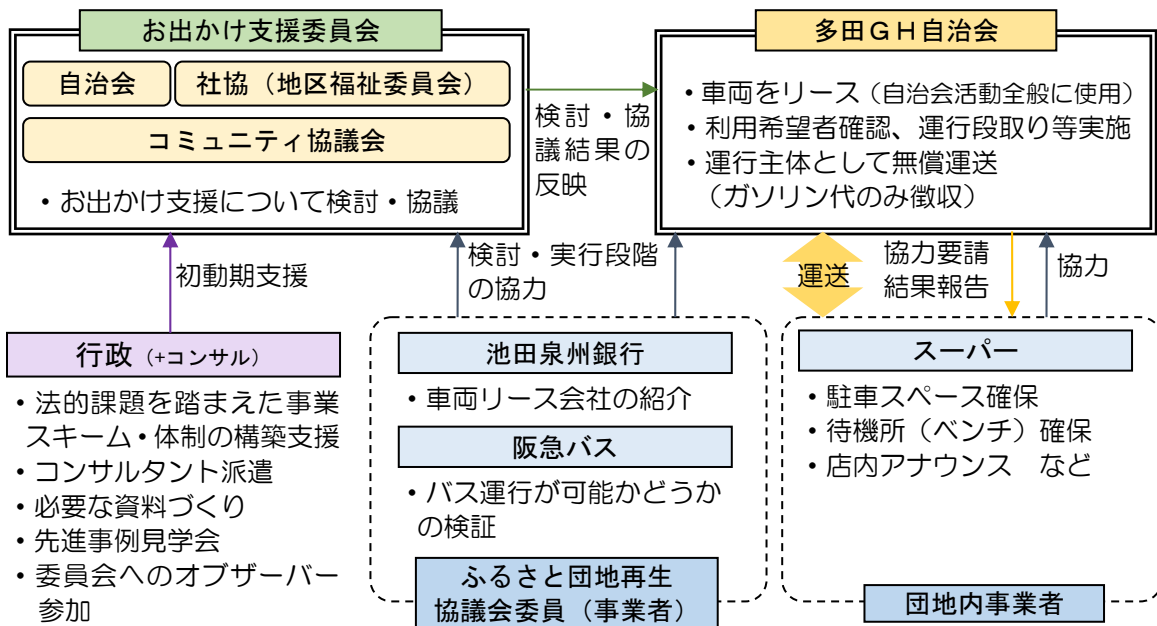 お出かけ支援委員会
自治会
社協（地区福祉委員会）
コミュニティ協議会
・お出かけ支援について検討・協議
検討・協
議結果の
反映
多田ＧＨ自治会
・車両をリース（自治会活動全般に使用）
・利用希望者確認、運行段取り等実施
・運行主体として無償運送
（ガソリン代のみ徴収）
初動期支援
検討・実行段階
の協力
運送
協力要請
結果報告
協力
行政（+コンサル）
・法的課題を踏まえた事業
スキーム・体制の構築支援
・コンサルタント派遣
・必要な資料づくり
・先進事例見学会
・委員会へのオブザーバー
参加
池田泉州銀行
・車両リース会社の紹介
阪急バス
・バス運行が可能かどうか
の検証
ふるさと団地再生
協議会委員（事業者）
スーパー
・駐車スペース確保
・待機所（ベンチ）確保
・店内アナウンス　など
団地内事業者